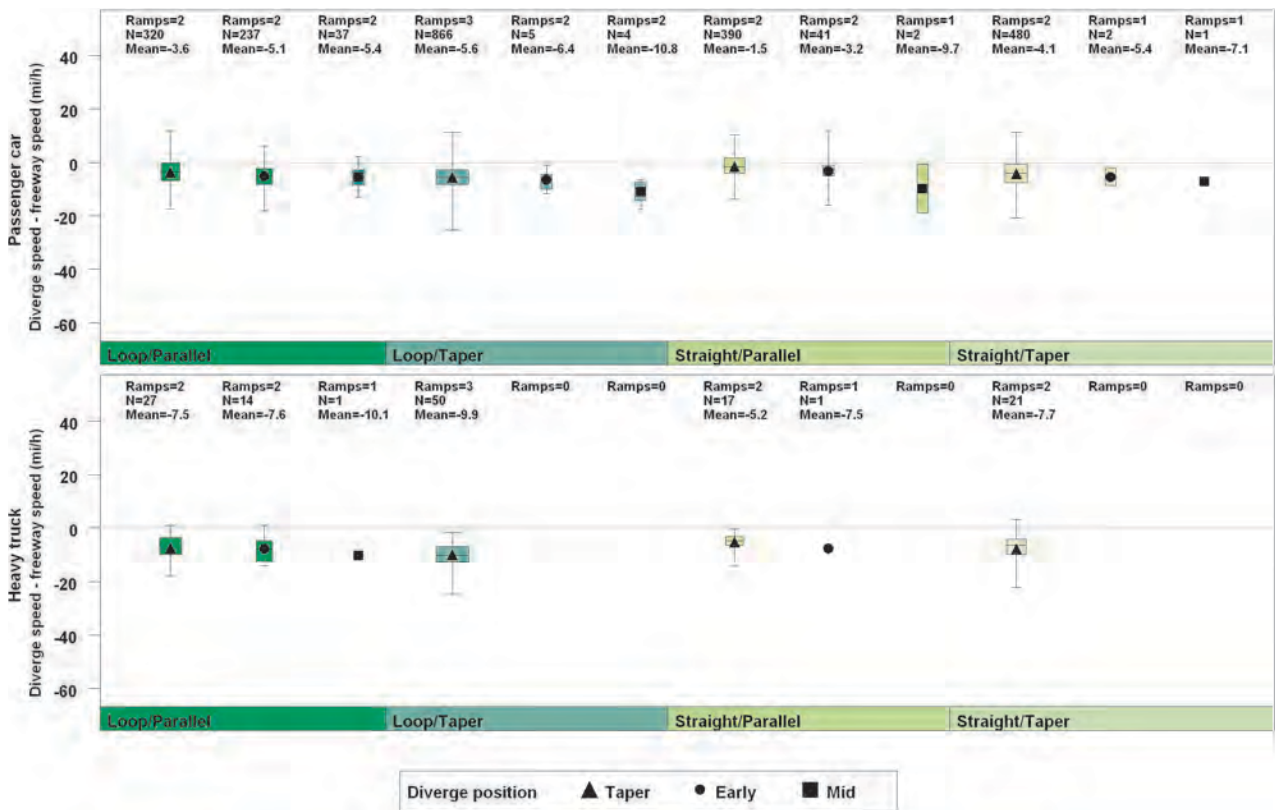 Ramps=2 Ramps=2 Ramps=2 Ramps=3 Ramps=2 Ramps=2 Ramps=2 Ramps=2 Ramps=1 Ramps=2 Ramps=1 Ramps=1
N=320 N=237 N=37 N=866 N=5 N=4 N=390 N=41 N=2 N=480 N=2 N=1
Mean=-3.6 Mean=-5.1 Mean=-5.4 Mean=-5.6 Mean=-6.4 Mean=-10.8 Mean=-1.5 Mean=-3.2 Mean=-9.7 Mean=-4.1 Mean=-5.4 Mean=-7.1
Passenger car
Diverge speed - freeway speed (mi/h)
40
20
0
-20
-40
-60
Loop/Parallel Loop/Taper Straight/Parallel Straight/Taper
Ramps=2 Ramps=2 Ramps=1 Ramps=3 Ramps=0 Ramps=0 Ramps=2 Ramps=1 Ramps=0 Ramps=2 Ramps=0 Ramps=0
N=27 N=14 N=1 N=50 N=17 N=1 N=21
Mean=-7.5 Mean=-7.6 Mean=-10.1 Mean=-9.9 Mean=-5.2 Mean=-7.5 Mean=-7.7
Heavy truck
Diverge speed - freeway speed (mi/h)
40
20
0
-20
-40
-60
Loop/Parallel Loop/Taper Straight/Parallel Straight/Taper
Diverge position Taper Early Mid